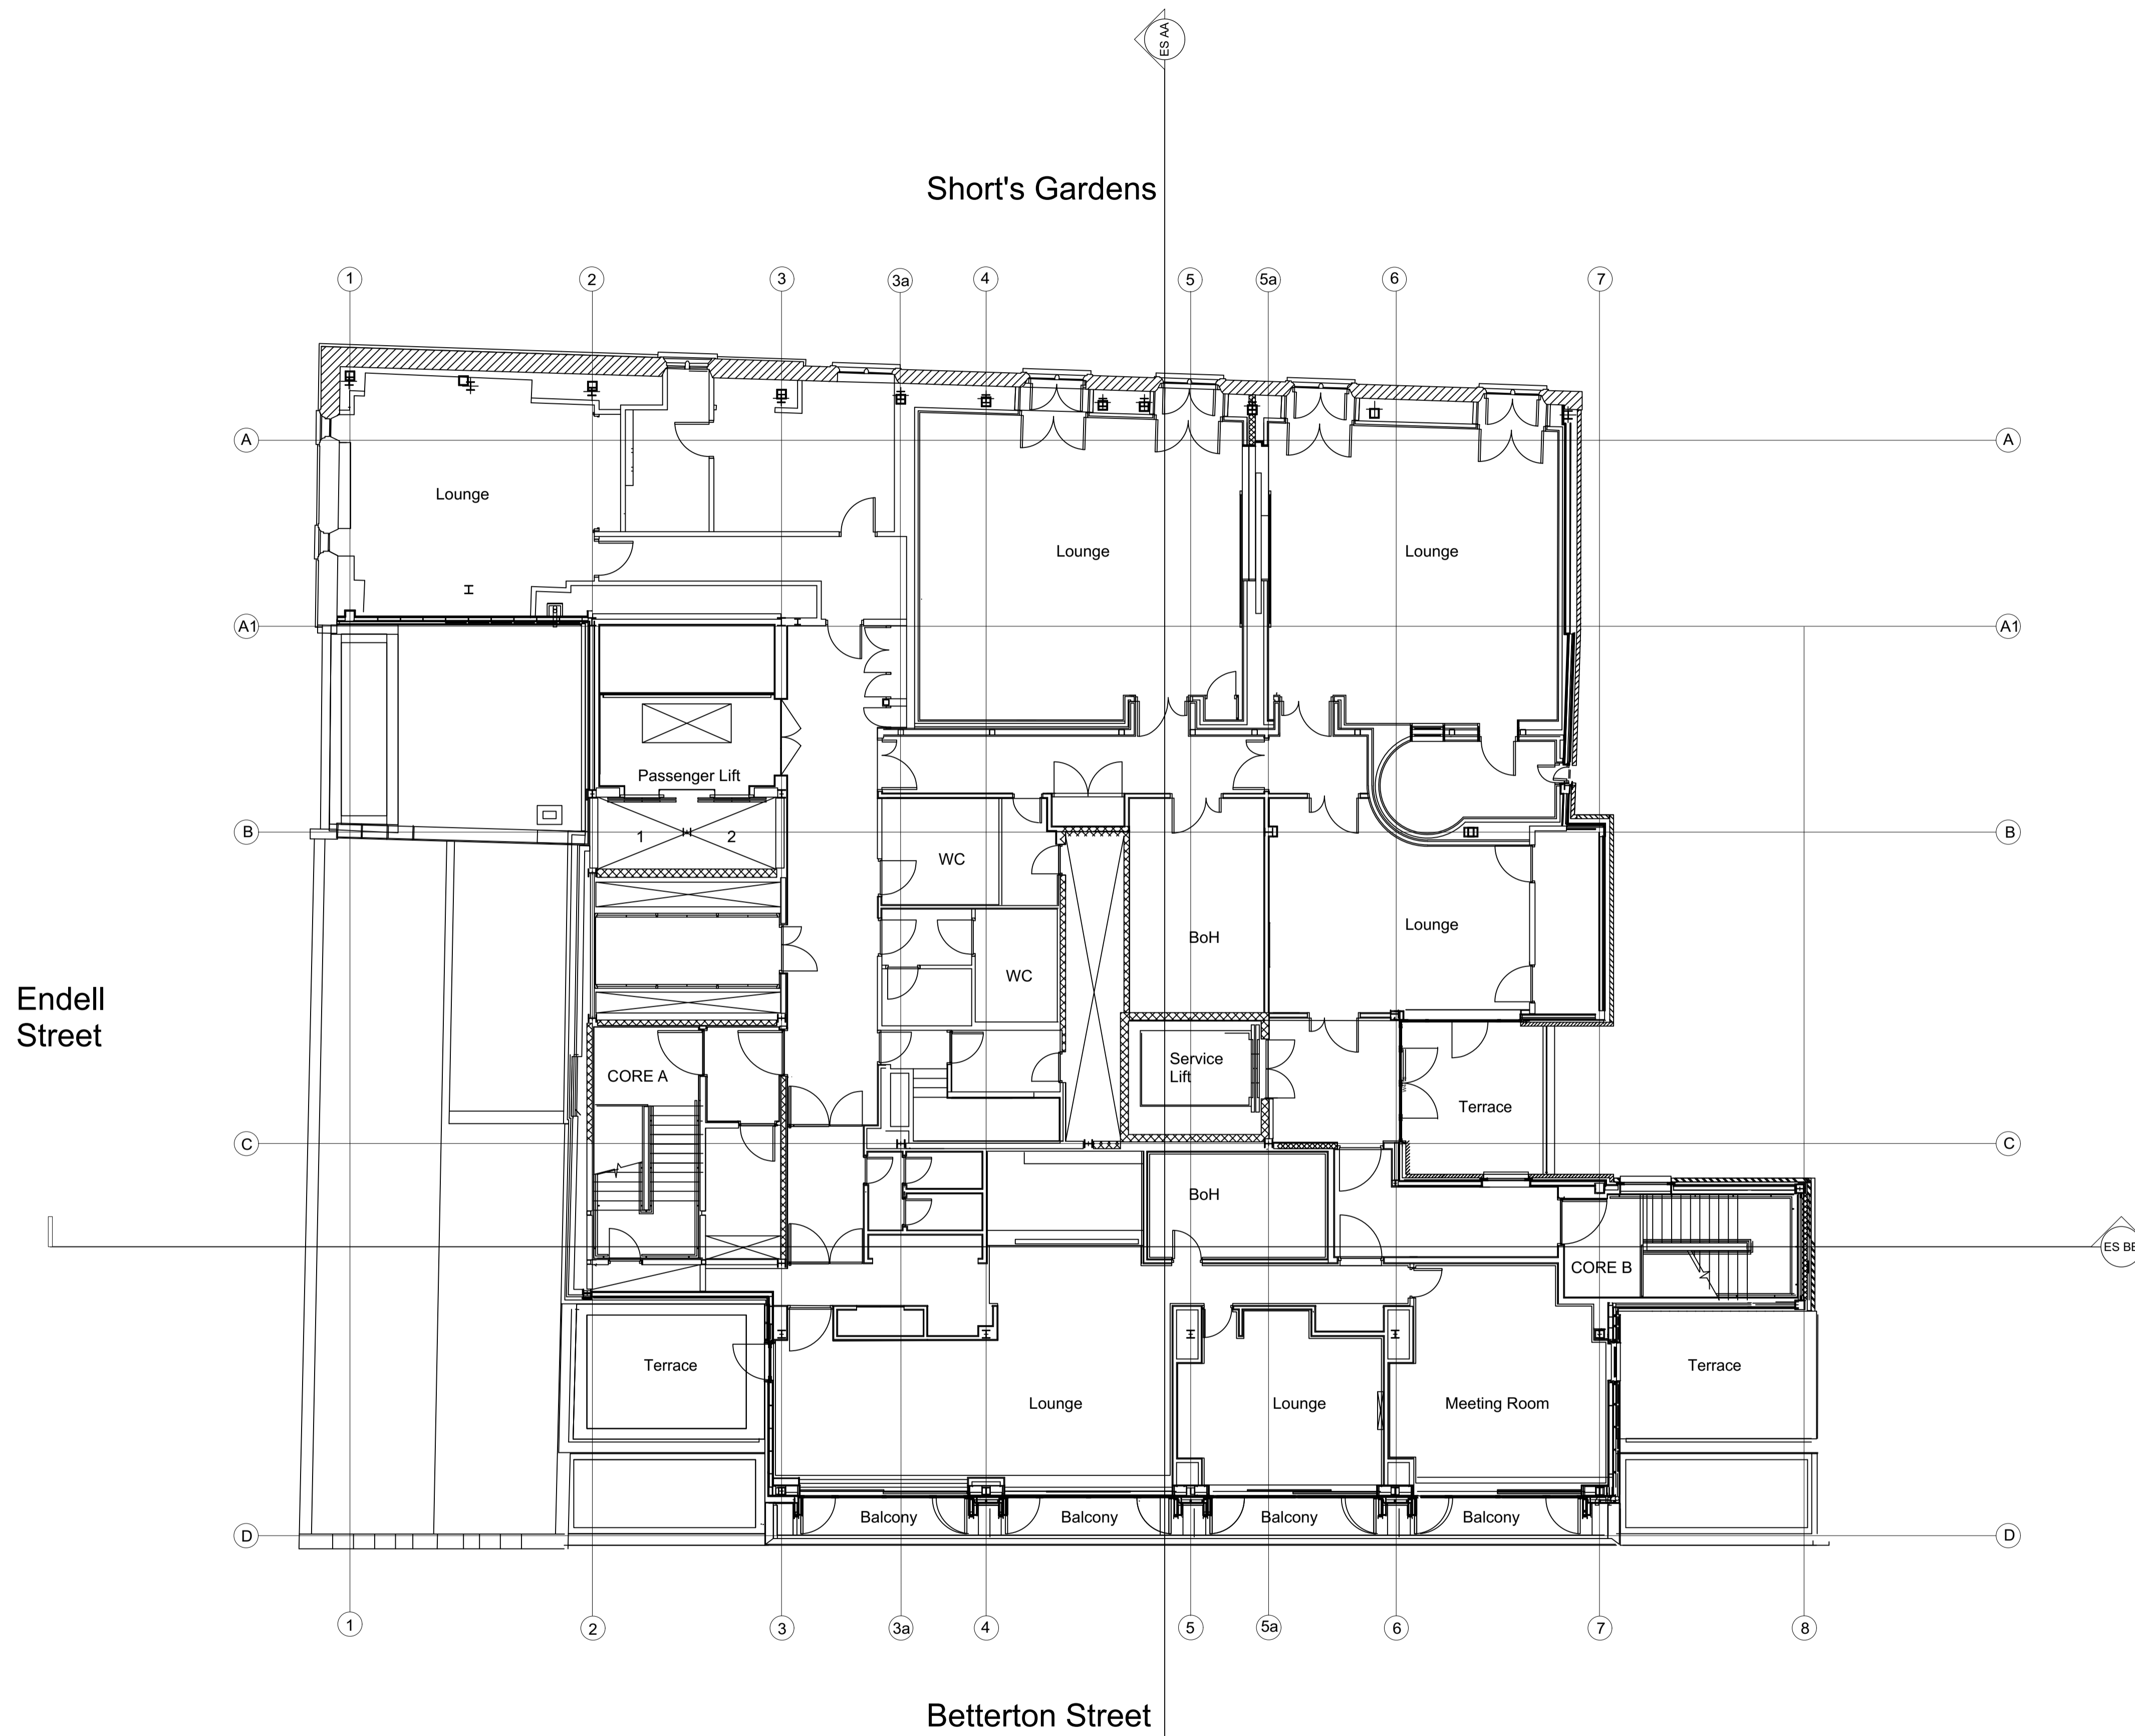 ES AA
Short's Gardens
1
2
3
3a
4
5
5a
6
7
A
A
Lounge
Lounge
Lounge
A1
A1
Passenger Lift
1
2
B
B
WC
Lounge
BoH
WC
Endell
Street
Service
Lift
CORE A
Terrace
C
C
BoH
ES BB
CORE B
Terrace
Terrace
Lounge
Lounge
Meeting Room
Balcony
Balcony
Balcony
Balcony
D
D
1
2
3
3a
4
5
5a
6
7
8
Betterton Street